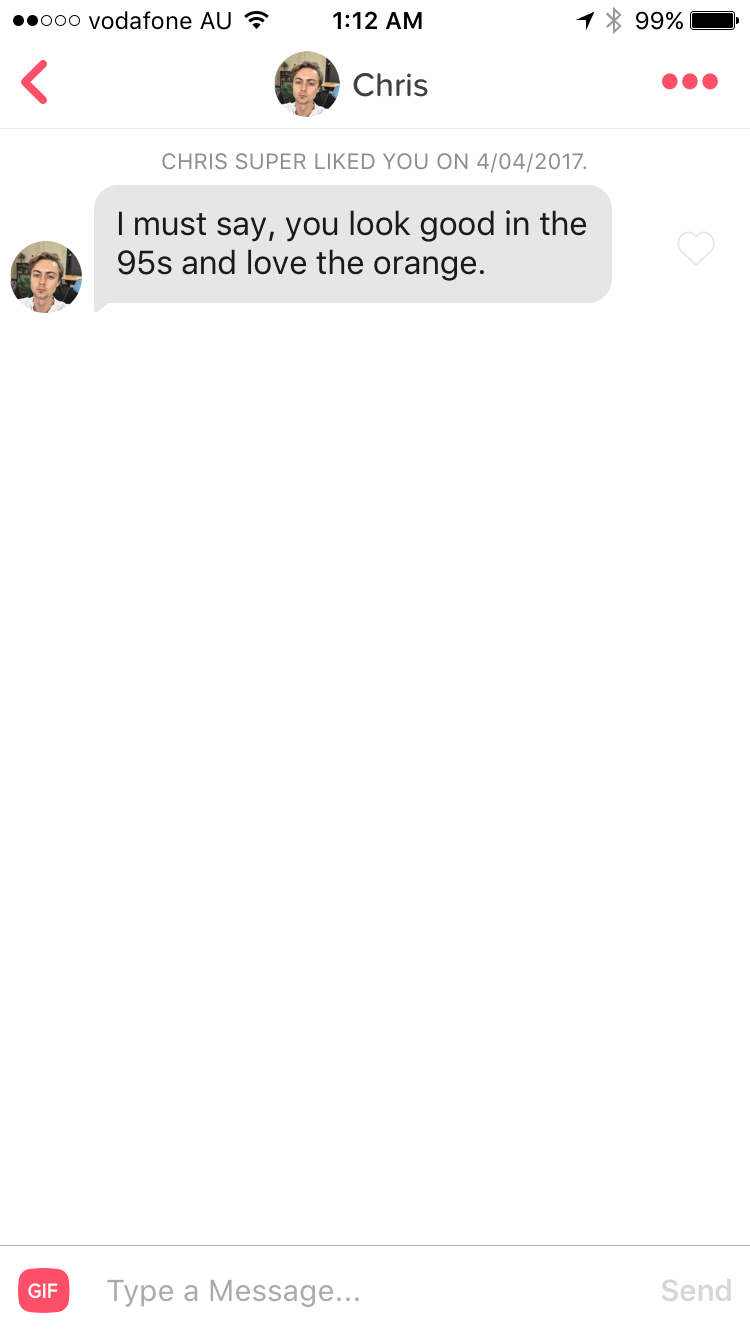 vodafone AU 1:12 AM 99%
Chris
CHRIS SUPER LIKED YOU ON 4/04/2017.
I must say, you look good in the
95s and love the orange.
GIF Type a Message... Send